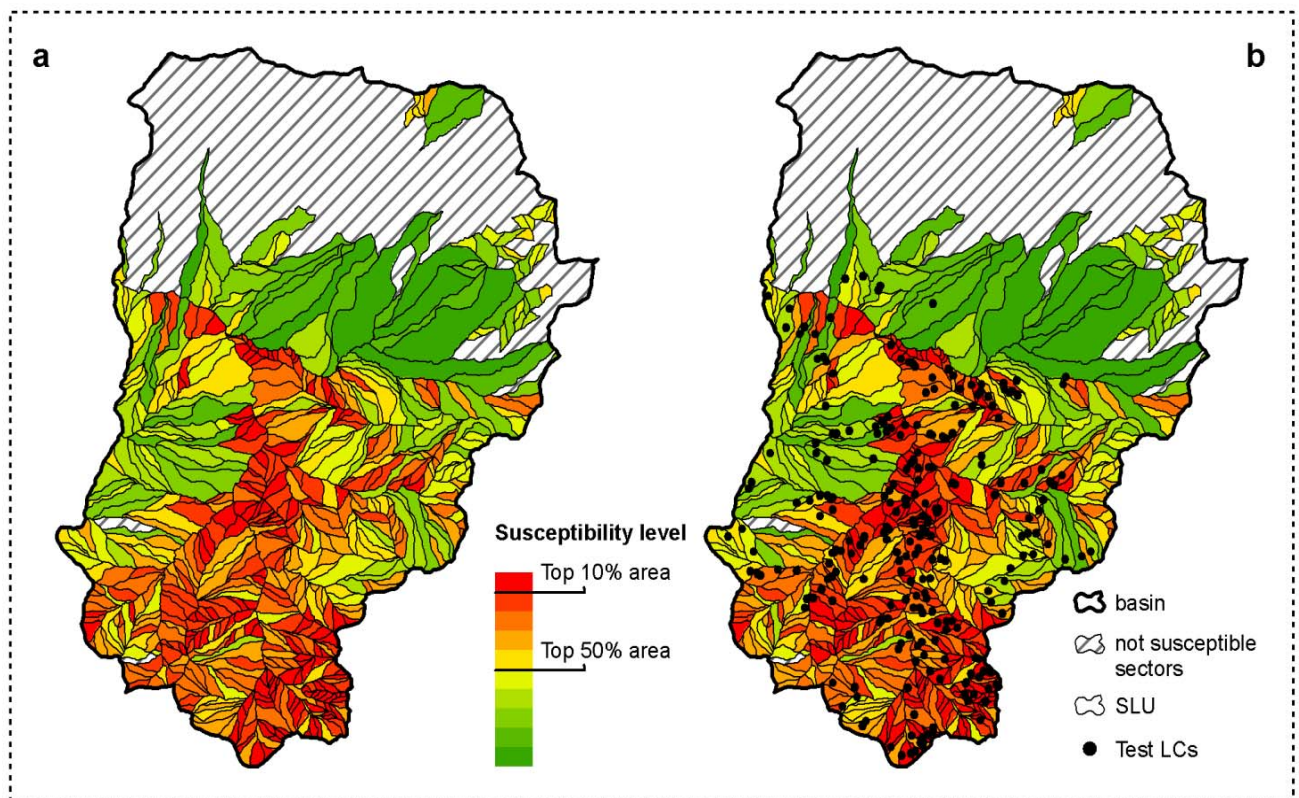 a
b
Susceptibility level
Top 10% area
Top 50% area
basin
not susceptible
sectors
SLU
Test LCs